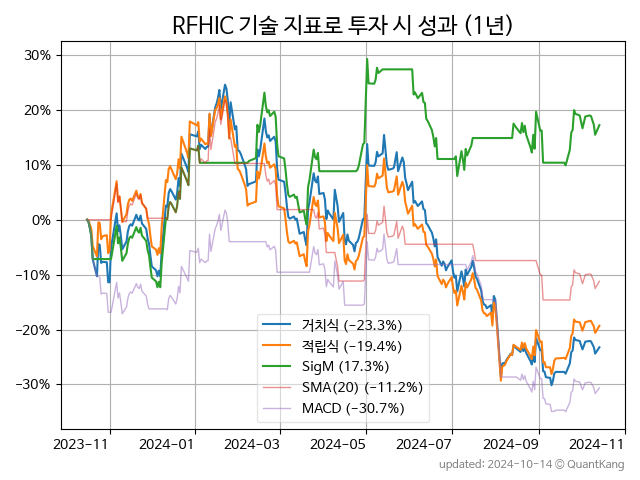 RFHIC 기술 지표로 투자 시 성과 (1년)
30%
20%
10%
0%
−10%
−20%
−30%
거치식 (−23.3%)
적립식 (−19.4%)
SigM (17.3%)
SMA(20) (−11.2%)
MACD (−30.7%)
2023-11 2024-01 2024-03 2024-05 2024-07 2024-09 2024-11
updated: 2024-10-14 © QuantKang